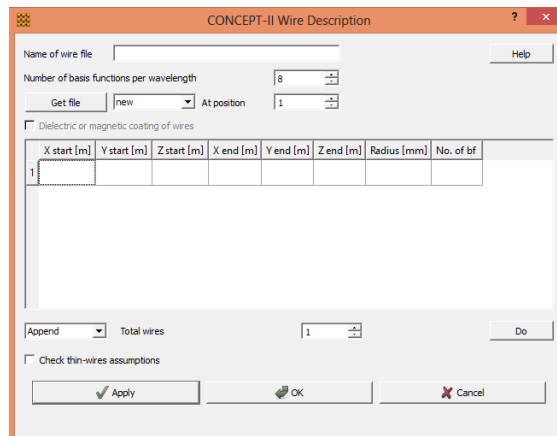 CONCEPT-II Wire Description ? ×
Name of wire file Help
Number of basis functions per wavelength 8
Get file new At position 1
Dielectric or magnetic coating of wires
X start [m] Y start [m] Z start [m] X end [m] Y end [m] Z end [m] Radius [mm] No. of bf
1
Append Total wires 1 Do
Check thin-wires assumptions
Apply OK Cancel